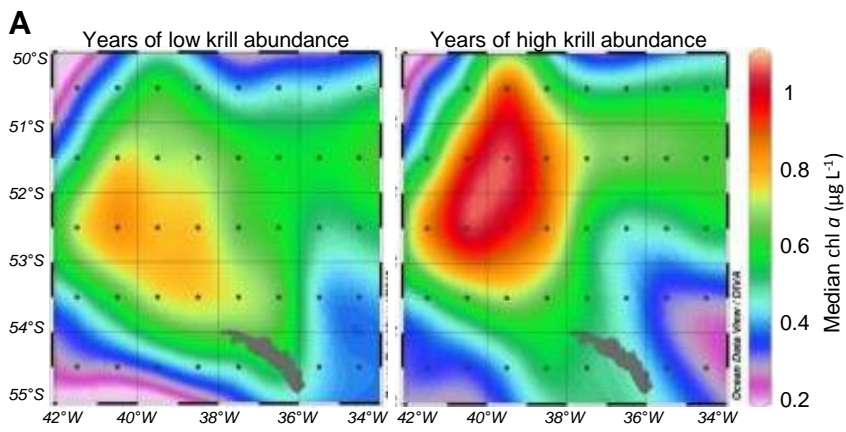 A
Years of low krill abundance
Years of high krill abundance
50°S
51°S
52°S
53°S
54°S
55°S
42°W
40°W
38°W
36°W
34°W
42°W
40°W
38°W
36°W
34°W
Ocean Data View / DIVA
1
0.8
0.6
0.4
0.2
Median chl a (µg L-1)